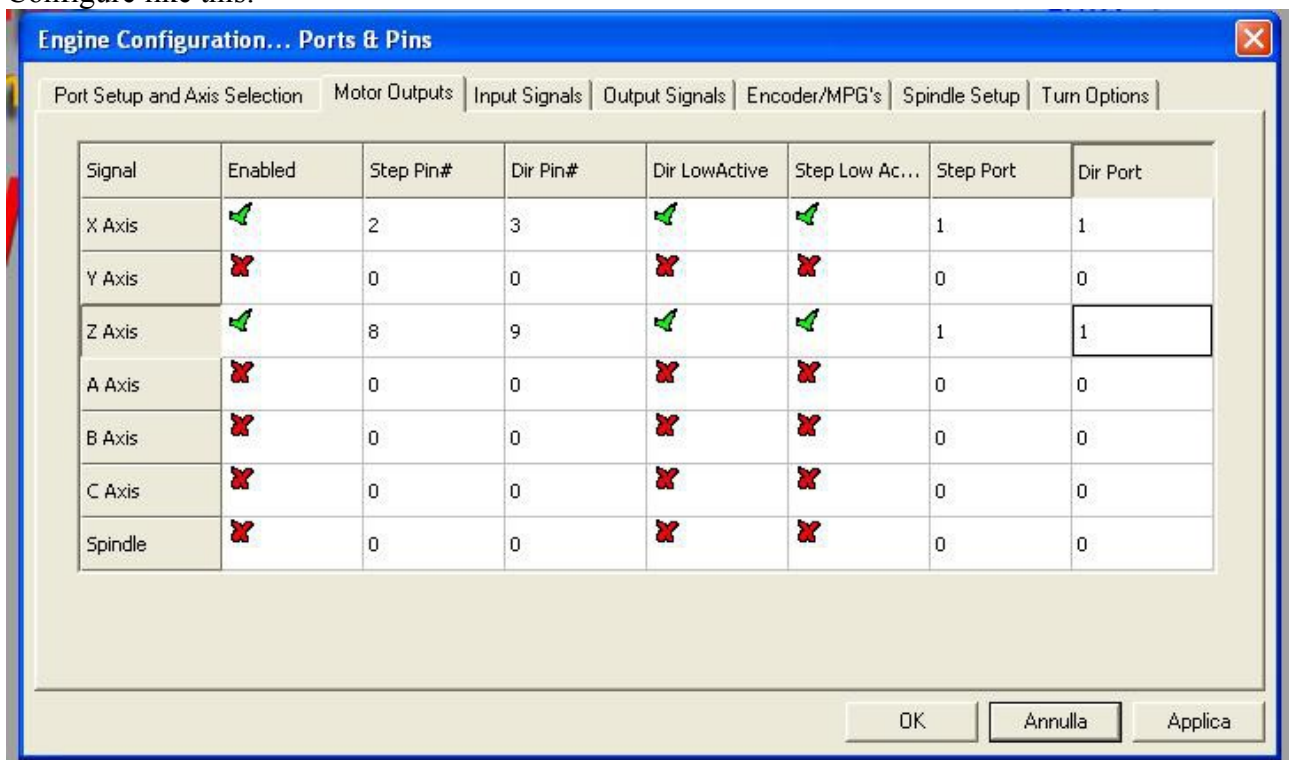 Configure like this:
Engine Configuration... Ports & Pins
Port Setup and Axis Selection Motor Outputs Input Signals Output Signals Encoder/MPG's Spindle Setup Turn Options
Signal Enabled Step Pin# Dir Pin# Dir LowActive Step Low Ac... Step Port Dir Port
X Axis 2 3 1 1
Y Axis 0 0 0 0
Z Axis 8 9 1 1
A Axis 0 0 0 0
B Axis 0 0 0 0
C Axis 0 0 0 0
Spindle 0 0 0 0
OK Annulla Applica